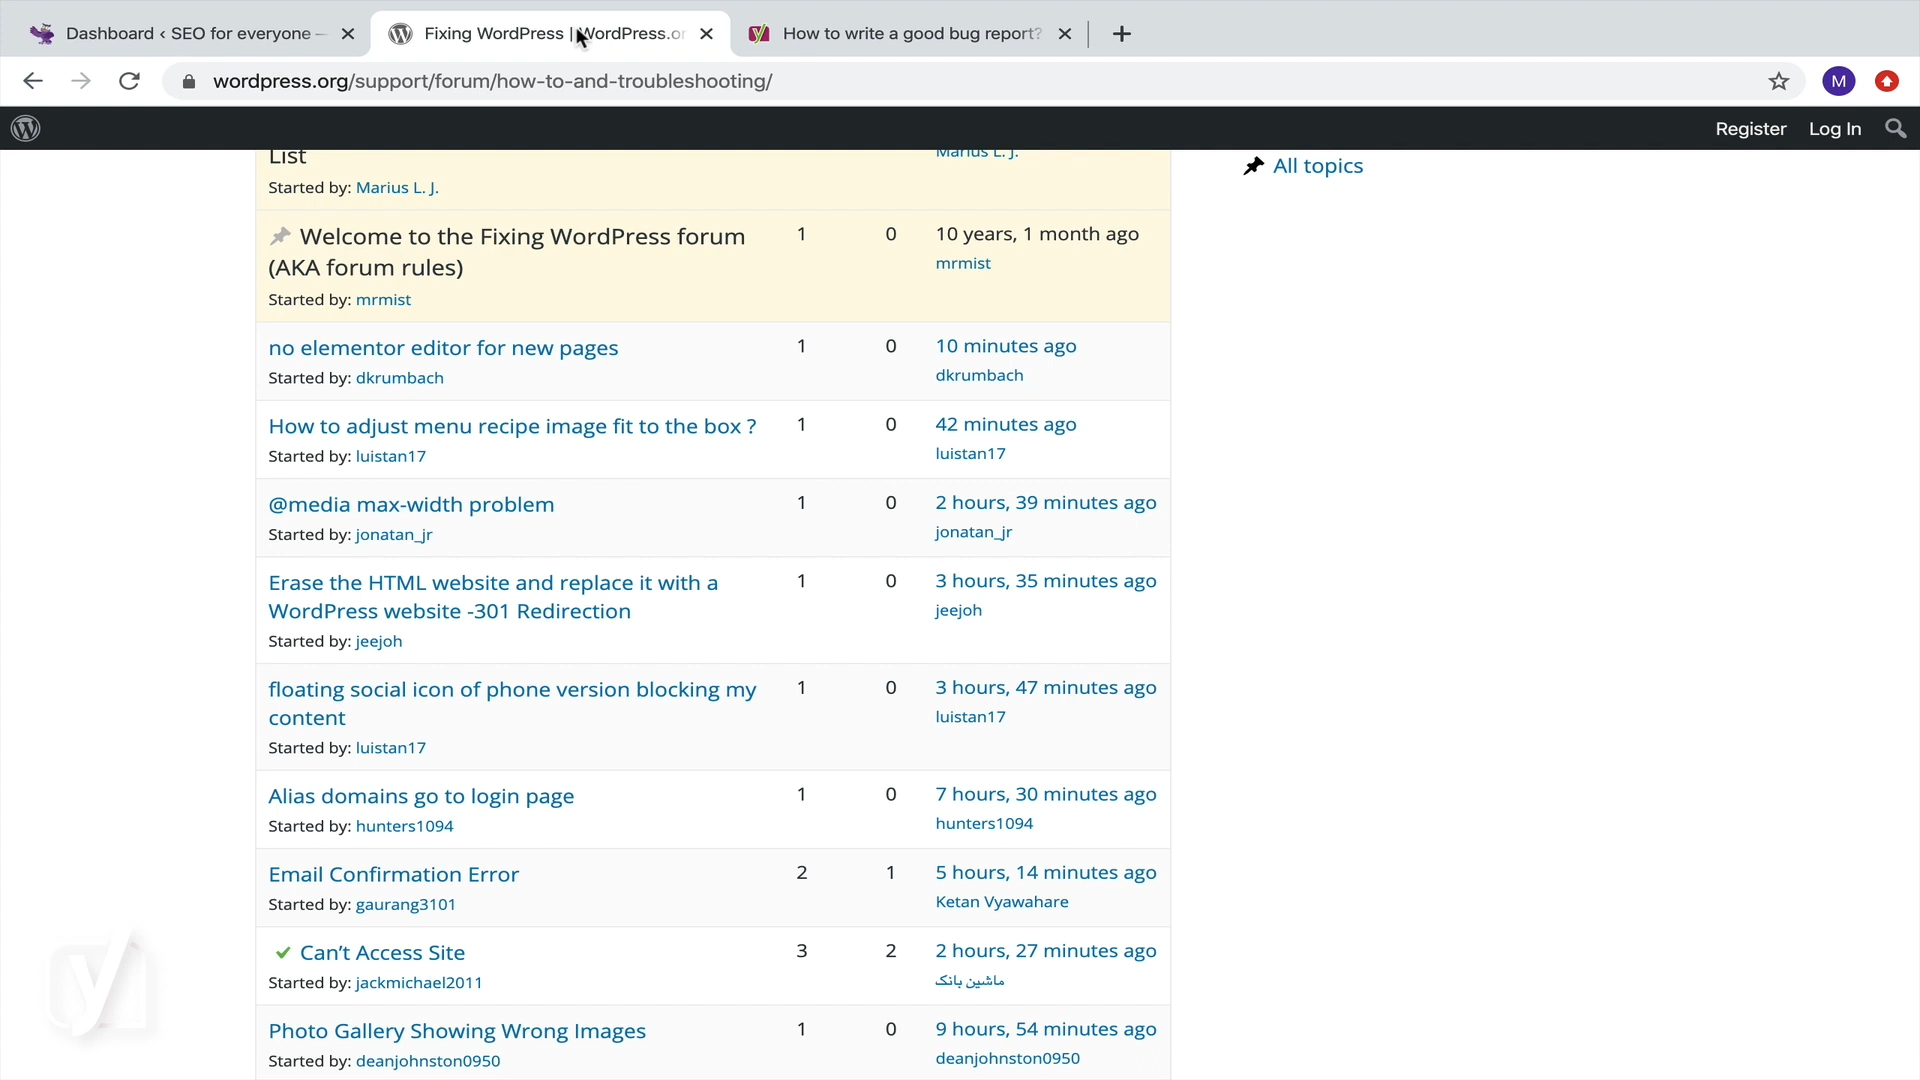 Dashboard ‹ SEO for everyone –
Fixing WordPress | WordPress.or
How to write a good bug report?
wordpress.org/support/forum/how-to-and-troubleshooting/
M
Register Log In
List
Marius L. J.
All topics
Started by: Marius L. J.
Welcome to the Fixing WordPress forum 1 0 10 years, 1 month ago
(AKA forum rules) mrmist
Started by: mrmist
no elementor editor for new pages 1 0 10 minutes ago
Started by: dkrumbach dkrumbach
How to adjust menu recipe image fit to the box ? 1 0 42 minutes ago
Started by: luistan17 luistan17
@media max-width problem 1 0 2 hours, 39 minutes ago
Started by: jonatan_jr jonatan_jr
Erase the HTML website and replace it with a 1 0 3 hours, 35 minutes ago
WordPress website -301 Redirection jeejoh
Started by: jeejoh
floating social icon of phone version blocking my 1 0 3 hours, 47 minutes ago
content luistan17
Started by: luistan17
Alias domains go to login page 1 0 7 hours, 30 minutes ago
Started by: hunters1094 hunters1094
Email Confirmation Error 2 1 5 hours, 14 minutes ago
Started by: gaurang3101 Ketan Vyawahare
Can’t Access Site 3 2 2 hours, 27 minutes ago
Started by: jackmichael2011 ماشین بانک
Photo Gallery Showing Wrong Images 1 0 9 hours, 54 minutes ago
Started by: deanjohnston0950 deanjohnston0950